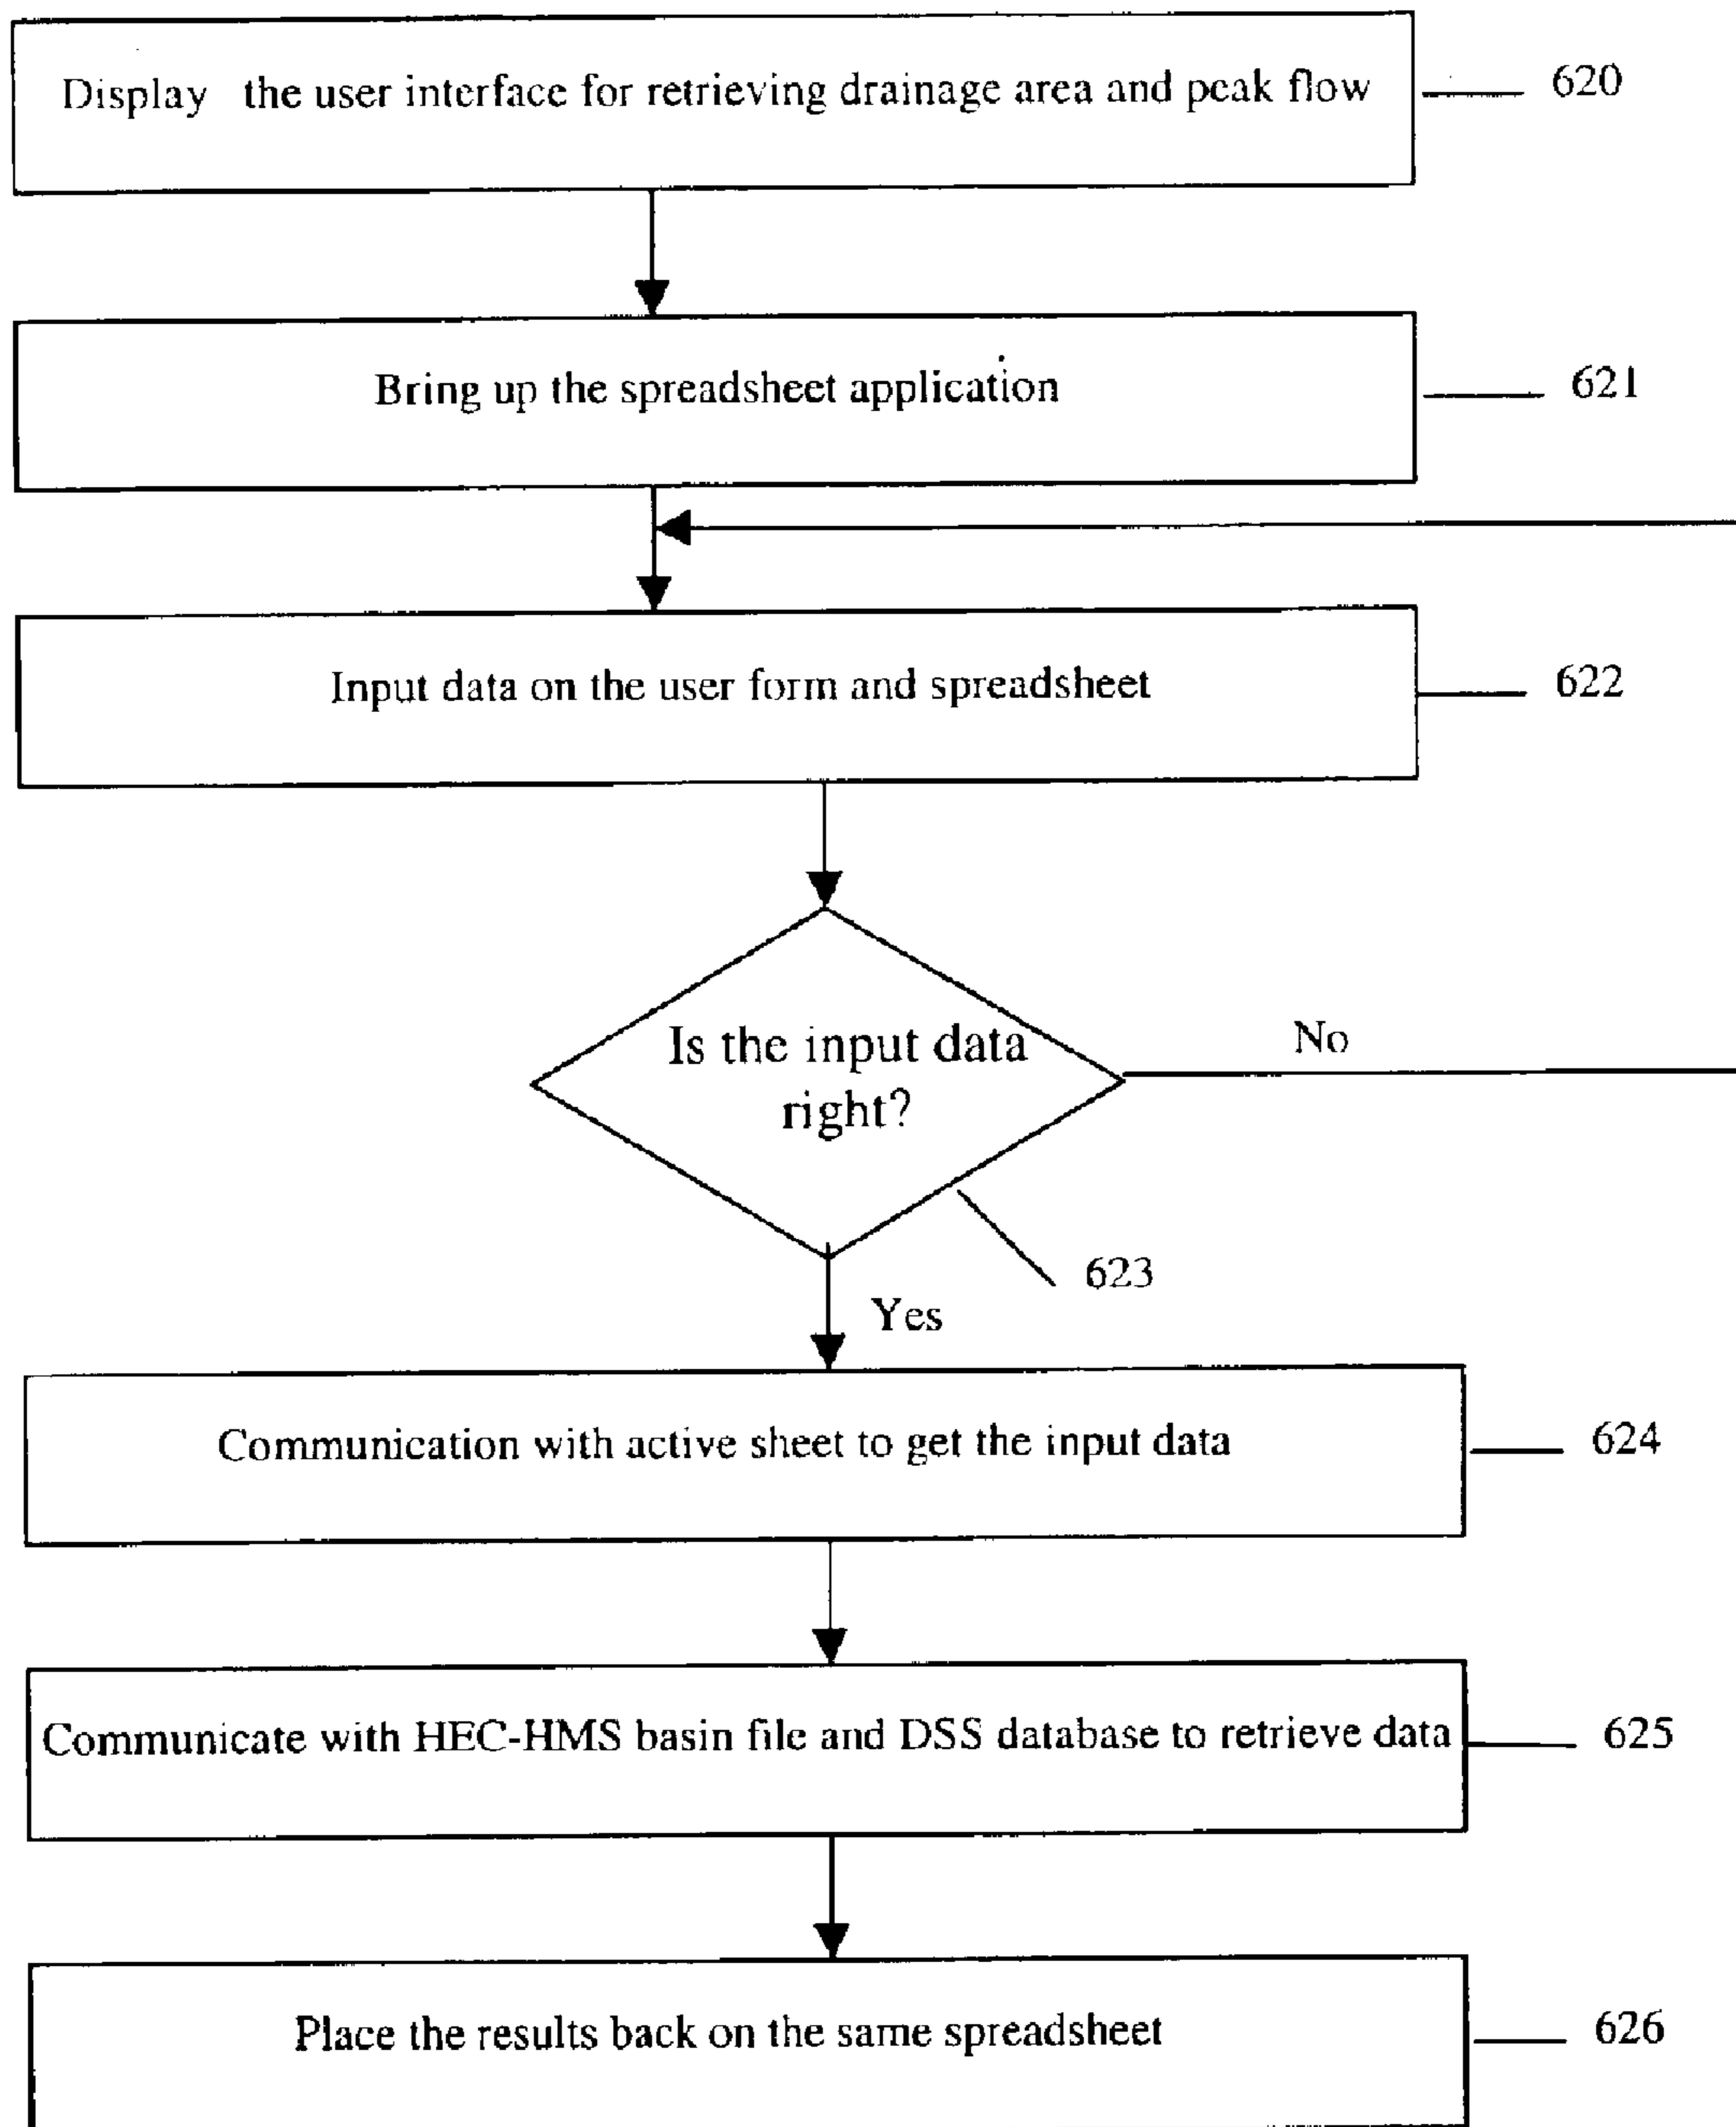 Display the user interface for retrieving drainage area and peak flow
620
Bring up the spreadsheet application
621
Input data on the user form and spreadsheet
622
Is the input data
right?
No
623
Yes
Communication with active sheet to get the input data
624
Communicate with HEC-HMS basin file and DSS database to retrieve data
625
Place the results back on the same spreadsheet
626